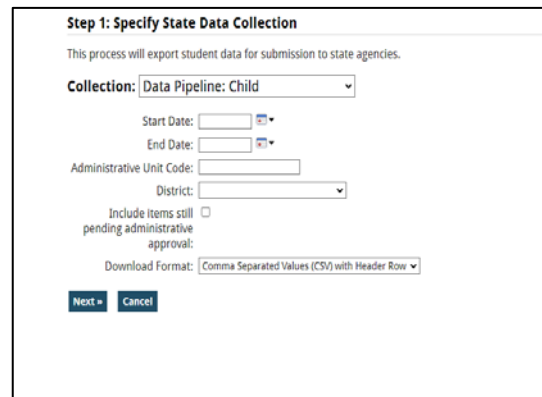 Step 1: Specify State Data Collection
This process will export student data for submission to state agencies.
Collection: Data Pipeline: Child
Start Date:
End Date:
Administrative Unit Code:
District:
Include items still
pending administrative
approval:
Download Format: Comma Separated Values (CSV) with Header Row
Next » Cancel